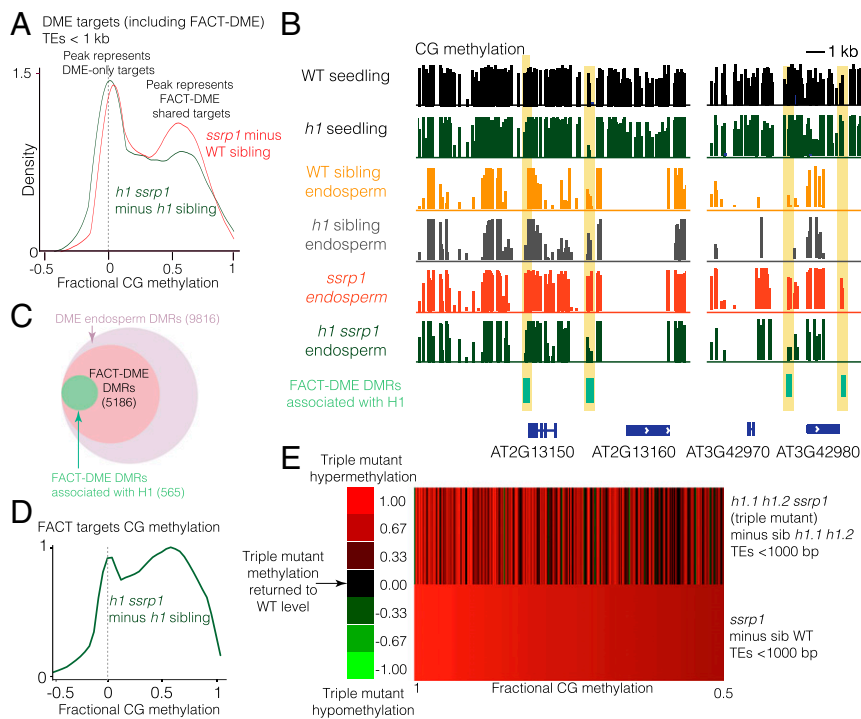 A
DME targets (including FACT-DME)
TEs < 1 kb
Peak represents
DME-only targets
Peak represents
FACT-DME
shared targets
1.5
ssrp1 minus
WT sibling
Density
h1 ssrp1
minus h1 sibling
0
-0.5
0
0.5
1
Fractional CG methylation
B
CG methylation
1 kb
WT seedling
h1 seedling
WT sibling
endosperm
h1 sibling
endosperm
ssrp1
endosperm
h1 ssrp1
endosperm
FACT-DME DMRs
associated with H1
AT2G13150
AT2G13160
AT3G42970
AT3G42980
C
DME endosperm DMRs (9816)
FACT-DME
DMRs
(5186)
FACT-DME DMRs
associated with H1 (565)
D
FACT targets CG methylation
1
h1 ssrp1
minus h1 sibling
0
-0.5
0
0.5
1
Fractional CG methylation
E
Triple mutant
hypermethylation
1.00
0.67
0.33
0.00
-0.33
-0.67
-1.00
Triple mutant
methylation
returned to
WT level
Triple mutant
hypomethylation
h1.1 h1.2 ssrp1
(triple mutant)
minus sib h1.1 h1.2
TEs <1000 bp
ssrp1
minus sib WT
TEs <1000 bp
1
Fractional CG methylation
0.5